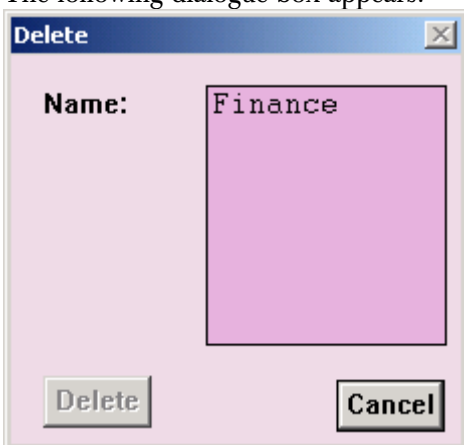 The following dialogue box appears:
Delete
Name:
Finance
Delete
Cancel